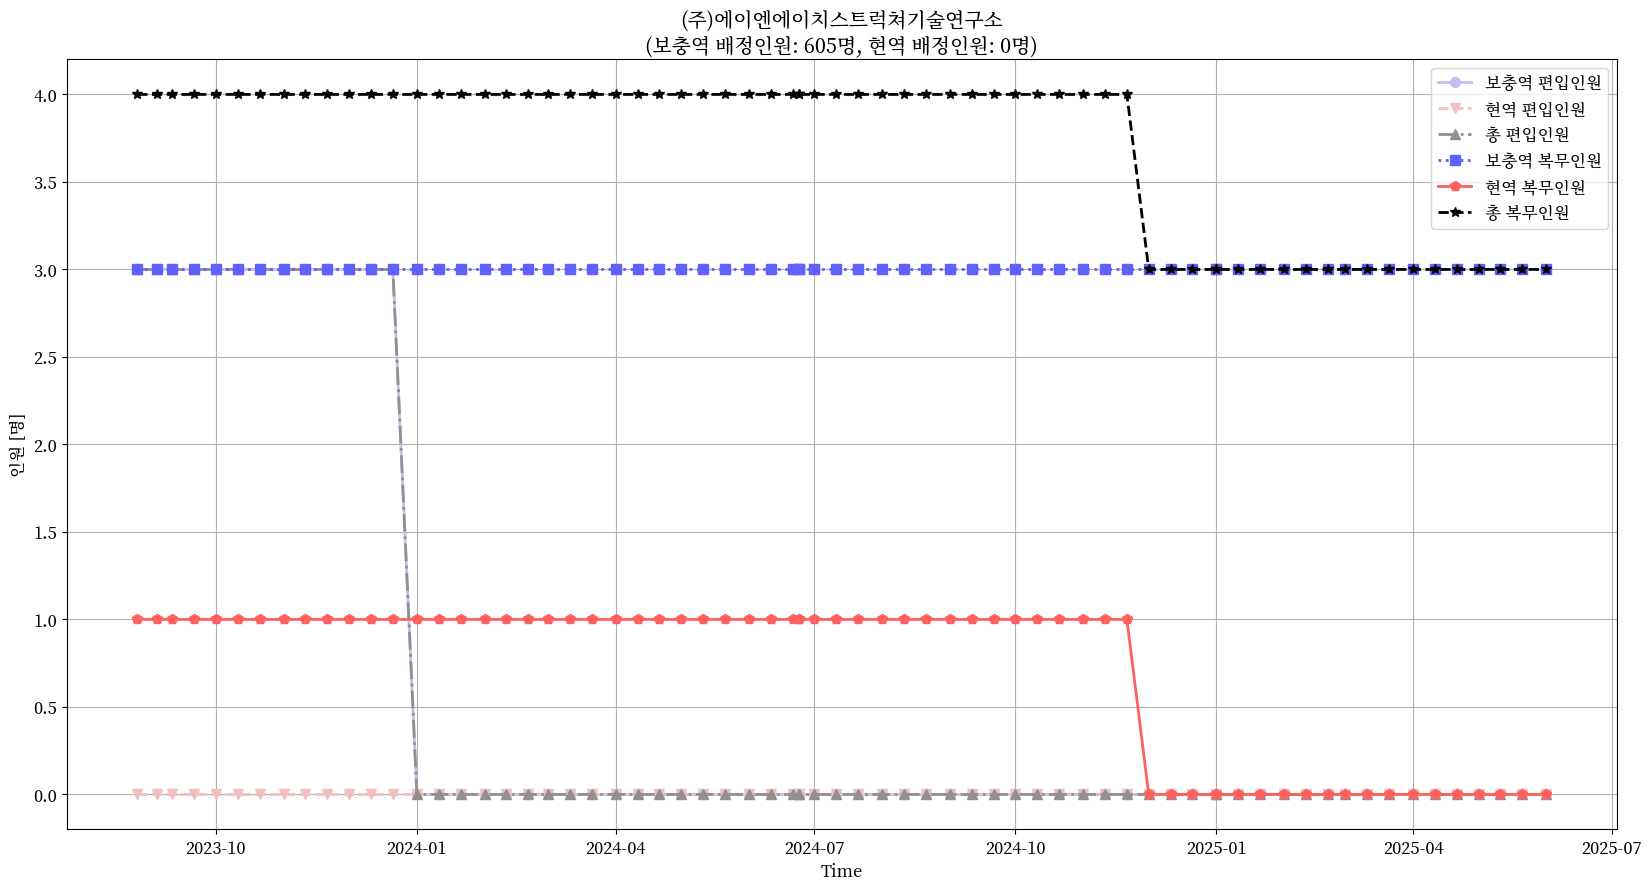 (주)에이엔에이치스트럭쳐기술연구소
(보충역 배정인원: 605명, 현역 배정인원: 0명)
보충역 편입인원
현역 편입인원
총 편입인원
보충역 복무인원
현역 복무인원
총 복무인원
4.0
3.5
3.0
2.5
2.0
1.5
1.0
0.5
0.0
인원 [명]
2023-10
2024-01
2024-04
2024-07
2024-10
2025-01
2025-04
2025-07
Time